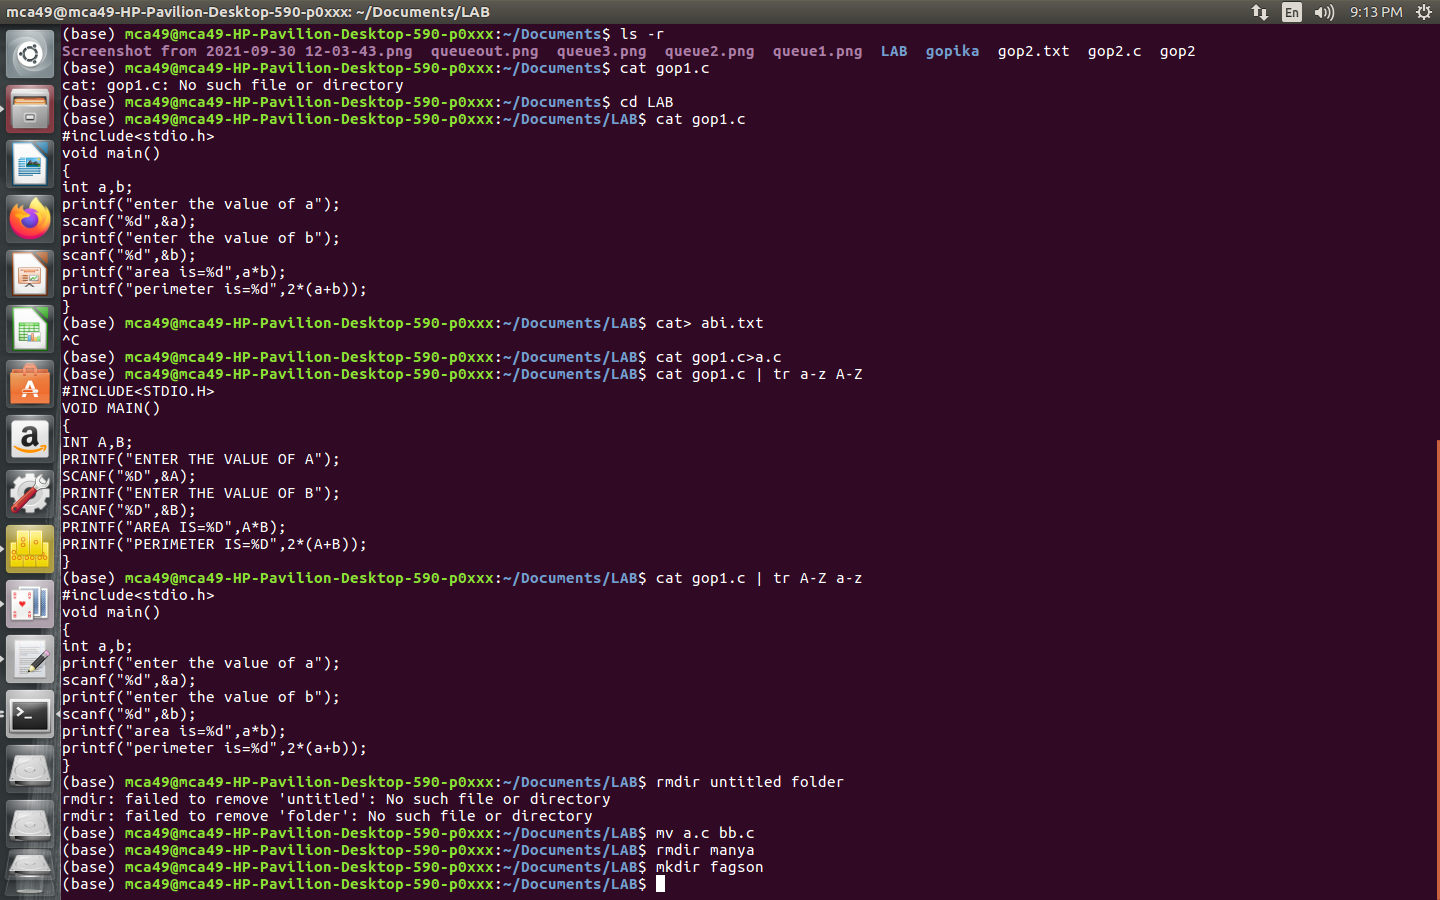 mca49@mca49-HP-Pavilion-Desktop-590-p0xxx: ~/Documents/LAB
En
9:13 PM
(base) mca49@mca49-HP-Pavilion-Desktop-590-p0xxx:~/Documents$ ls -r
Screenshot from 2021-09-30 12-03-43.png  queueout.png  queue3.png  queue2.png  queue1.png  LAB  gopika  gop2.txt  gop2.c  gop2
(base) mca49@mca49-HP-Pavilion-Desktop-590-p0xxx:~/Documents$ cat gop1.c
cat: gop1.c: No such file or directory
(base) mca49@mca49-HP-Pavilion-Desktop-590-p0xxx:~/Documents$ cd LAB
(base) mca49@mca49-HP-Pavilion-Desktop-590-p0xxx:~/Documents/LAB$ cat gop1.c
#include<stdio.h>
void main()
{
int a,b;
printf("enter the value of a");
scanf("%d",&a);
printf("enter the value of b");
scanf("%d",&b);
printf("area is=%d",a*b);
printf("perimeter is=%d",2*(a+b));
}
(base) mca49@mca49-HP-Pavilion-Desktop-590-p0xxx:~/Documents/LAB$ cat> abi.txt
^C
(base) mca49@mca49-HP-Pavilion-Desktop-590-p0xxx:~/Documents/LAB$ cat gop1.c>a.c
(base) mca49@mca49-HP-Pavilion-Desktop-590-p0xxx:~/Documents/LAB$ cat gop1.c | tr a-z A-Z
#INCLUDE<STDIO.H>
VOID MAIN()
{
INT A,B;
PRINTF("ENTER THE VALUE OF A");
SCANF("%D",&A);
PRINTF("ENTER THE VALUE OF B");
SCANF("%D",&B);
PRINTF("AREA IS=%D",A*B);
PRINTF("PERIMETER IS=%D",2*(A+B));
}
(base) mca49@mca49-HP-Pavilion-Desktop-590-p0xxx:~/Documents/LAB$ cat gop1.c | tr A-Z a-z
#include<stdio.h>
void main()
{
int a,b;
printf("enter the value of a");
scanf("%d",&a);
printf("enter the value of b");
scanf("%d",&b);
printf("area is=%d",a*b);
printf("perimeter is=%d",2*(a+b));
}
(base) mca49@mca49-HP-Pavilion-Desktop-590-p0xxx:~/Documents/LAB$ rmdir untitled folder
rmdir: failed to remove 'untitled': No such file or directory
rmdir: failed to remove 'folder': No such file or directory
(base) mca49@mca49-HP-Pavilion-Desktop-590-p0xxx:~/Documents/LAB$ mv a.c bb.c
(base) mca49@mca49-HP-Pavilion-Desktop-590-p0xxx:~/Documents/LAB$ rmdir manya
(base) mca49@mca49-HP-Pavilion-Desktop-590-p0xxx:~/Documents/LAB$ mkdir fagson
(base) mca49@mca49-HP-Pavilion-Desktop-590-p0xxx:~/Documents/LAB$